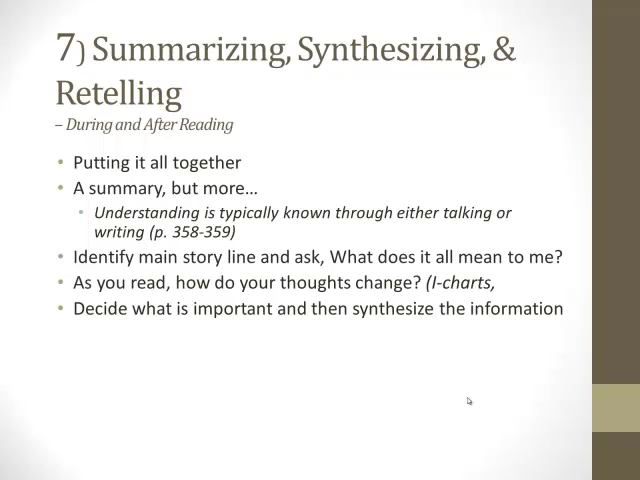 7) Summarizing, Synthesizing, &
Retelling
– During and After Reading
• Putting it all together
• A summary, but more…
• Understanding is typically known through either talking or
writing (p. 358-359)
• Identify main story line and ask, What does it all mean to me?
• As you read, how do your thoughts change? (I-charts,
• Decide what is important and then synthesize the information